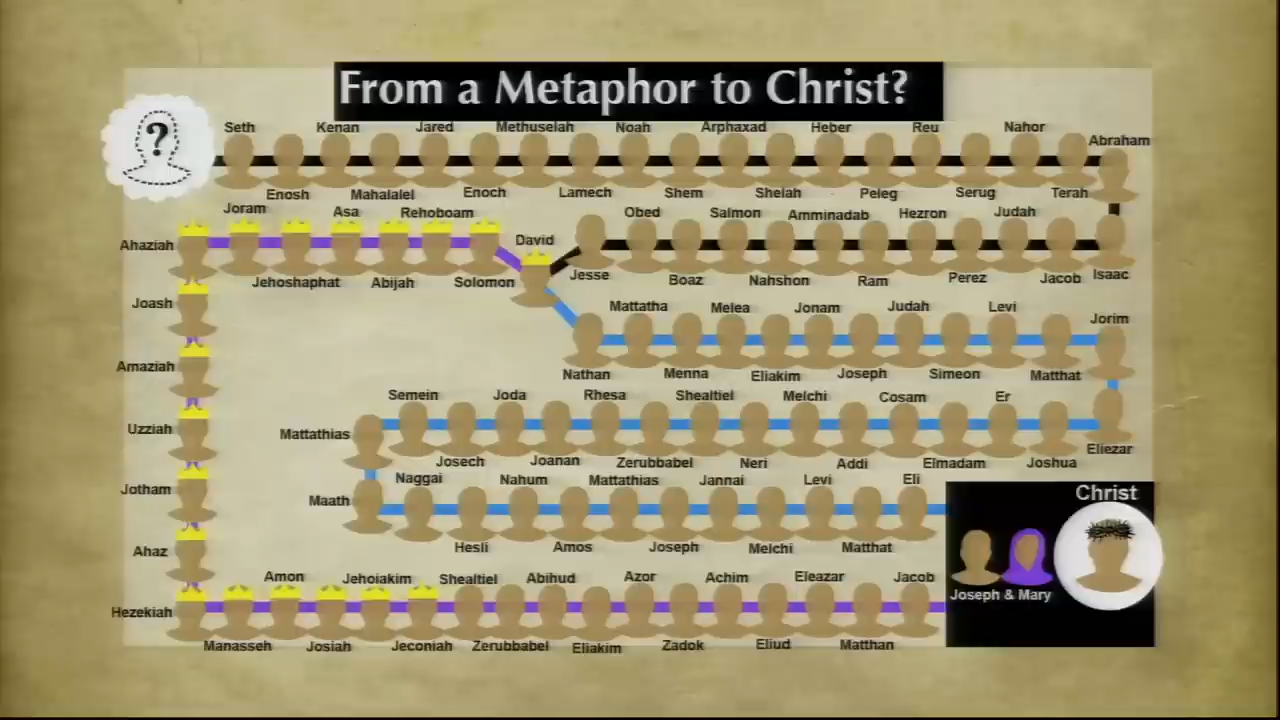 From a Metaphor to Christ?
?
Seth Kenan Jared Methuselah Noah Arphaxad Heber Reu Nahor Abraham
Enosh Mahalalel Enoch Lamech Shem Shelah Peleg Serug Terah
Joram Asa Rehoboam David Obed Salmon Amminadab Hezron Judah
Ahaziah Jehoshaphat Abijah Solomon Jesse Boaz Nahshon Ram Perez Jacob Isaac
Joash Mattatha Melea Jonam Judah Levi Jorim
Amaziah Nathan Menna Eliakim Joseph Simeon Matthat
Semein Joda Rhesa Shealtiel Melchi Cosam Er
Uzziah Mattathias Josech Joanan Zerubbabel Neri Addi Elmadam Joshua Eliezar
Naggai Nahum Mattathias Jannai Levi Eli
Jotham Maath Christ
Ahaz Hesli Amos Joseph Melchi Matthat
Amon Jehoiakim Shealtiel Abihud Azor Achim Eleazar Jacob Joseph & Mary
Hezekiah
Manasseh Josiah Jeconiah Zerubbabel Eliakim Zadok Eliud Matthan